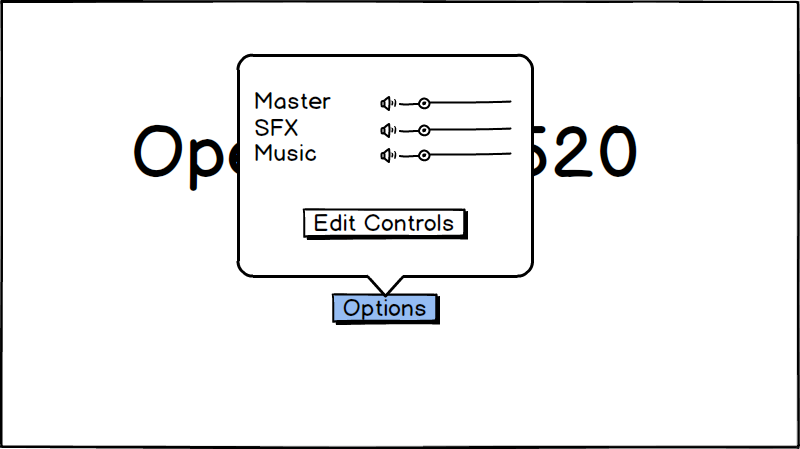 Master
SFX
Music
Edit Controls
Options